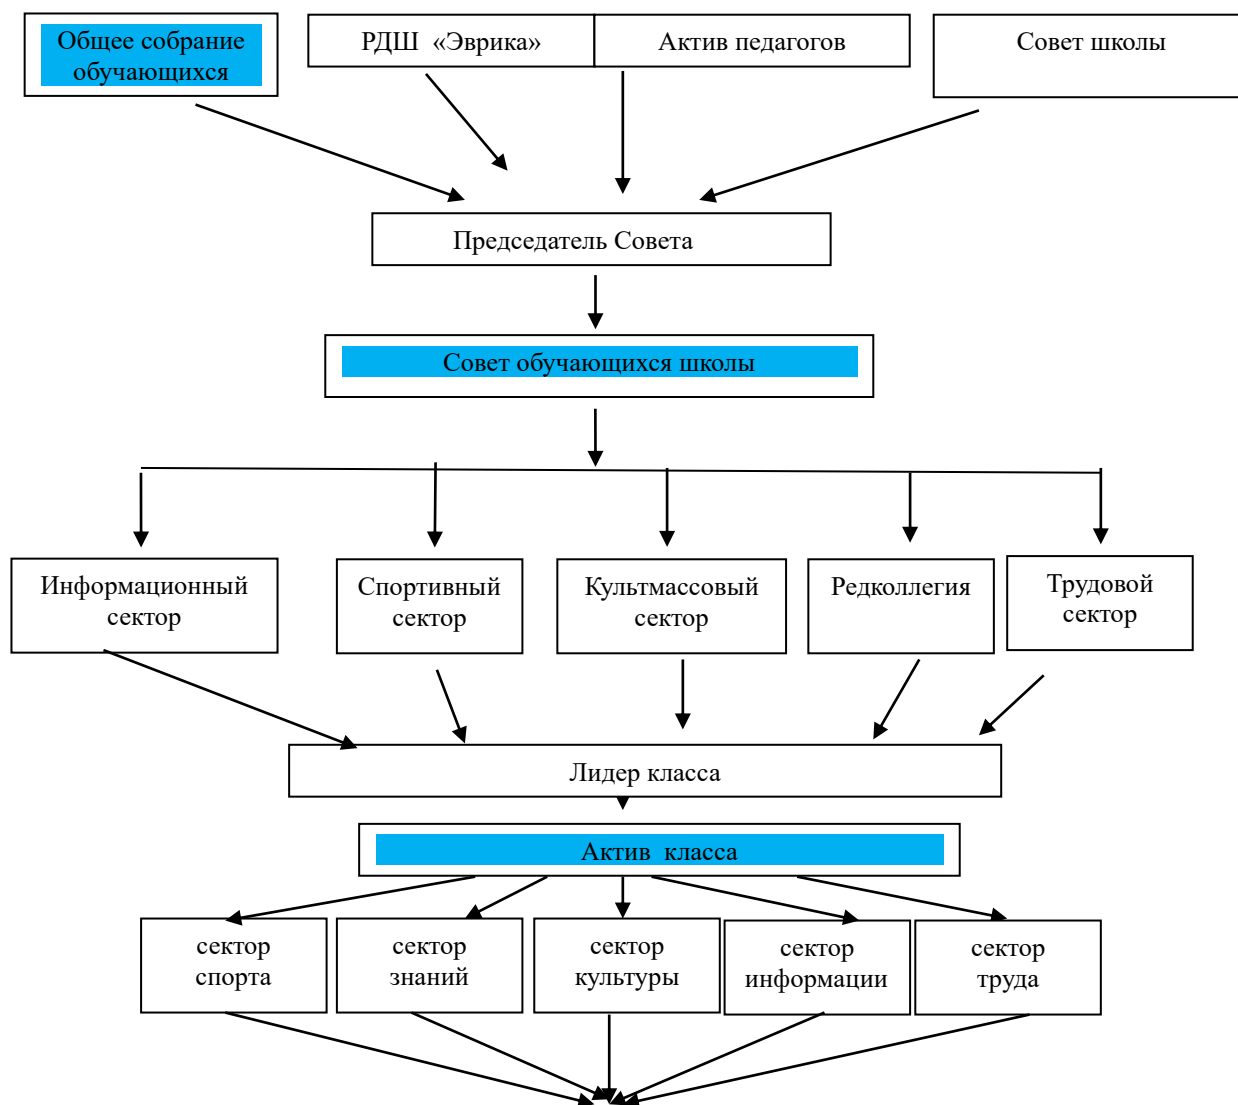 Общее собрание
обучающихся
РДШ «Эврика»
Актив педагогов
Совет школы
Председатель Совета
Совет обучающихся школы
Информационный
сектор
Спортивный
сектор
Культмассовый
сектор
Редколлегия
Трудовой
сектор
Лидер класса
Актив класса
сектор
спорта
сектор
знаний
сектор
культуры
сектор
информации
сектор
труда